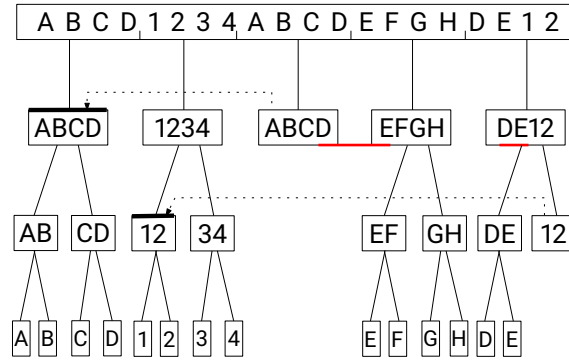 A B C D 1 2 3 4 A B C D E F G H D E 1 2
ABCD 1234 ABCD EFGH DE12
AB CD 12 34 EF GH DE 12
A B C D 1 2 3 4 E F G H D E